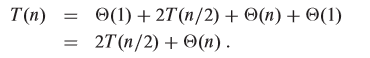 T(n) = Θ(1) + 2T(n/2) + Θ(n) + Θ(1)
= 2T(n/2) + Θ(n) .